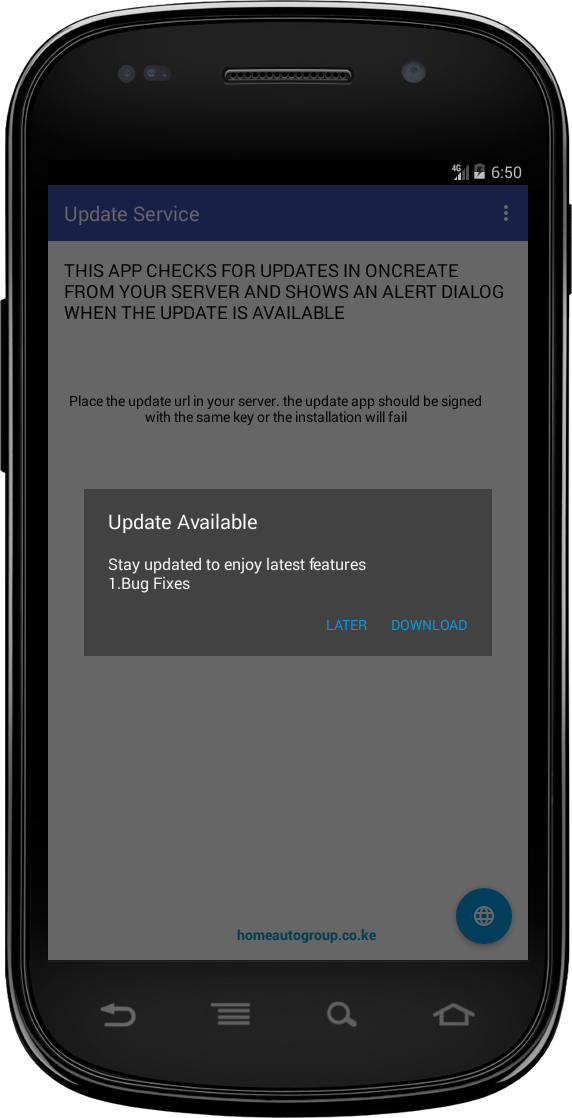 4G 6:50
Update Service
THIS APP CHECKS FOR UPDATES IN ONCREATE
FROM YOUR SERVER AND SHOWS AN ALERT DIALOG
WHEN THE UPDATE IS AVAILABLE
Place the update url in your server. the update app should be signed
with the same key or the installation will fail
Update Available
Stay updated to enjoy latest features
1.Bug Fixes
LATER DOWNLOAD
homeautogroup.co.ke